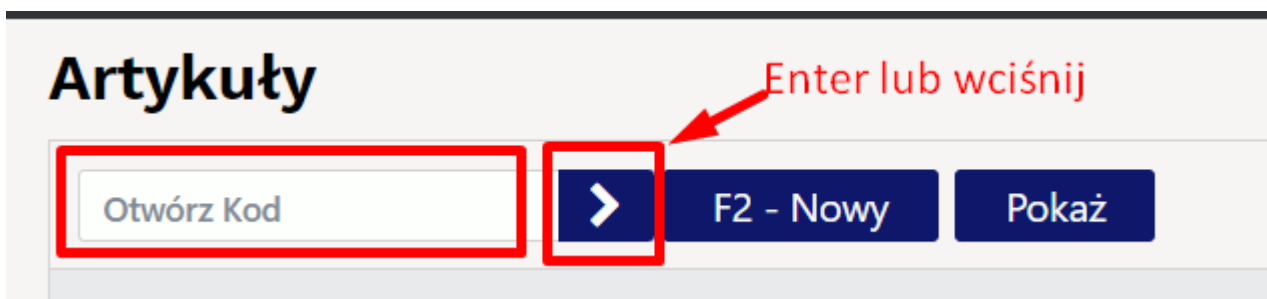 Artykuły
Enter lub wciśnij
Otwórz Kod
F2 - Nowy
Pokaż